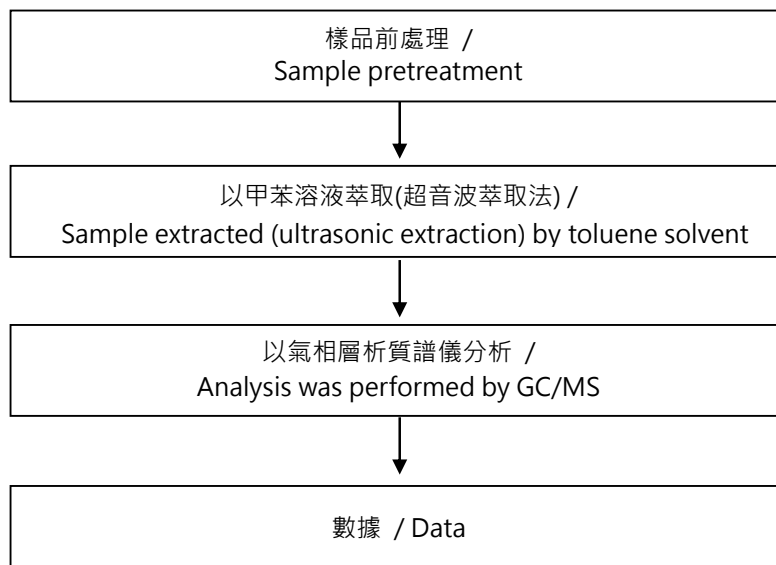 樣品前處理 /
Sample pretreatment
以甲苯溶液萃取(超音波萃取法) /
Sample extracted (ultrasonic extraction) by toluene solvent
以氣相層析質譜儀分析 /
Analysis was performed by GC/MS
數據 / Data